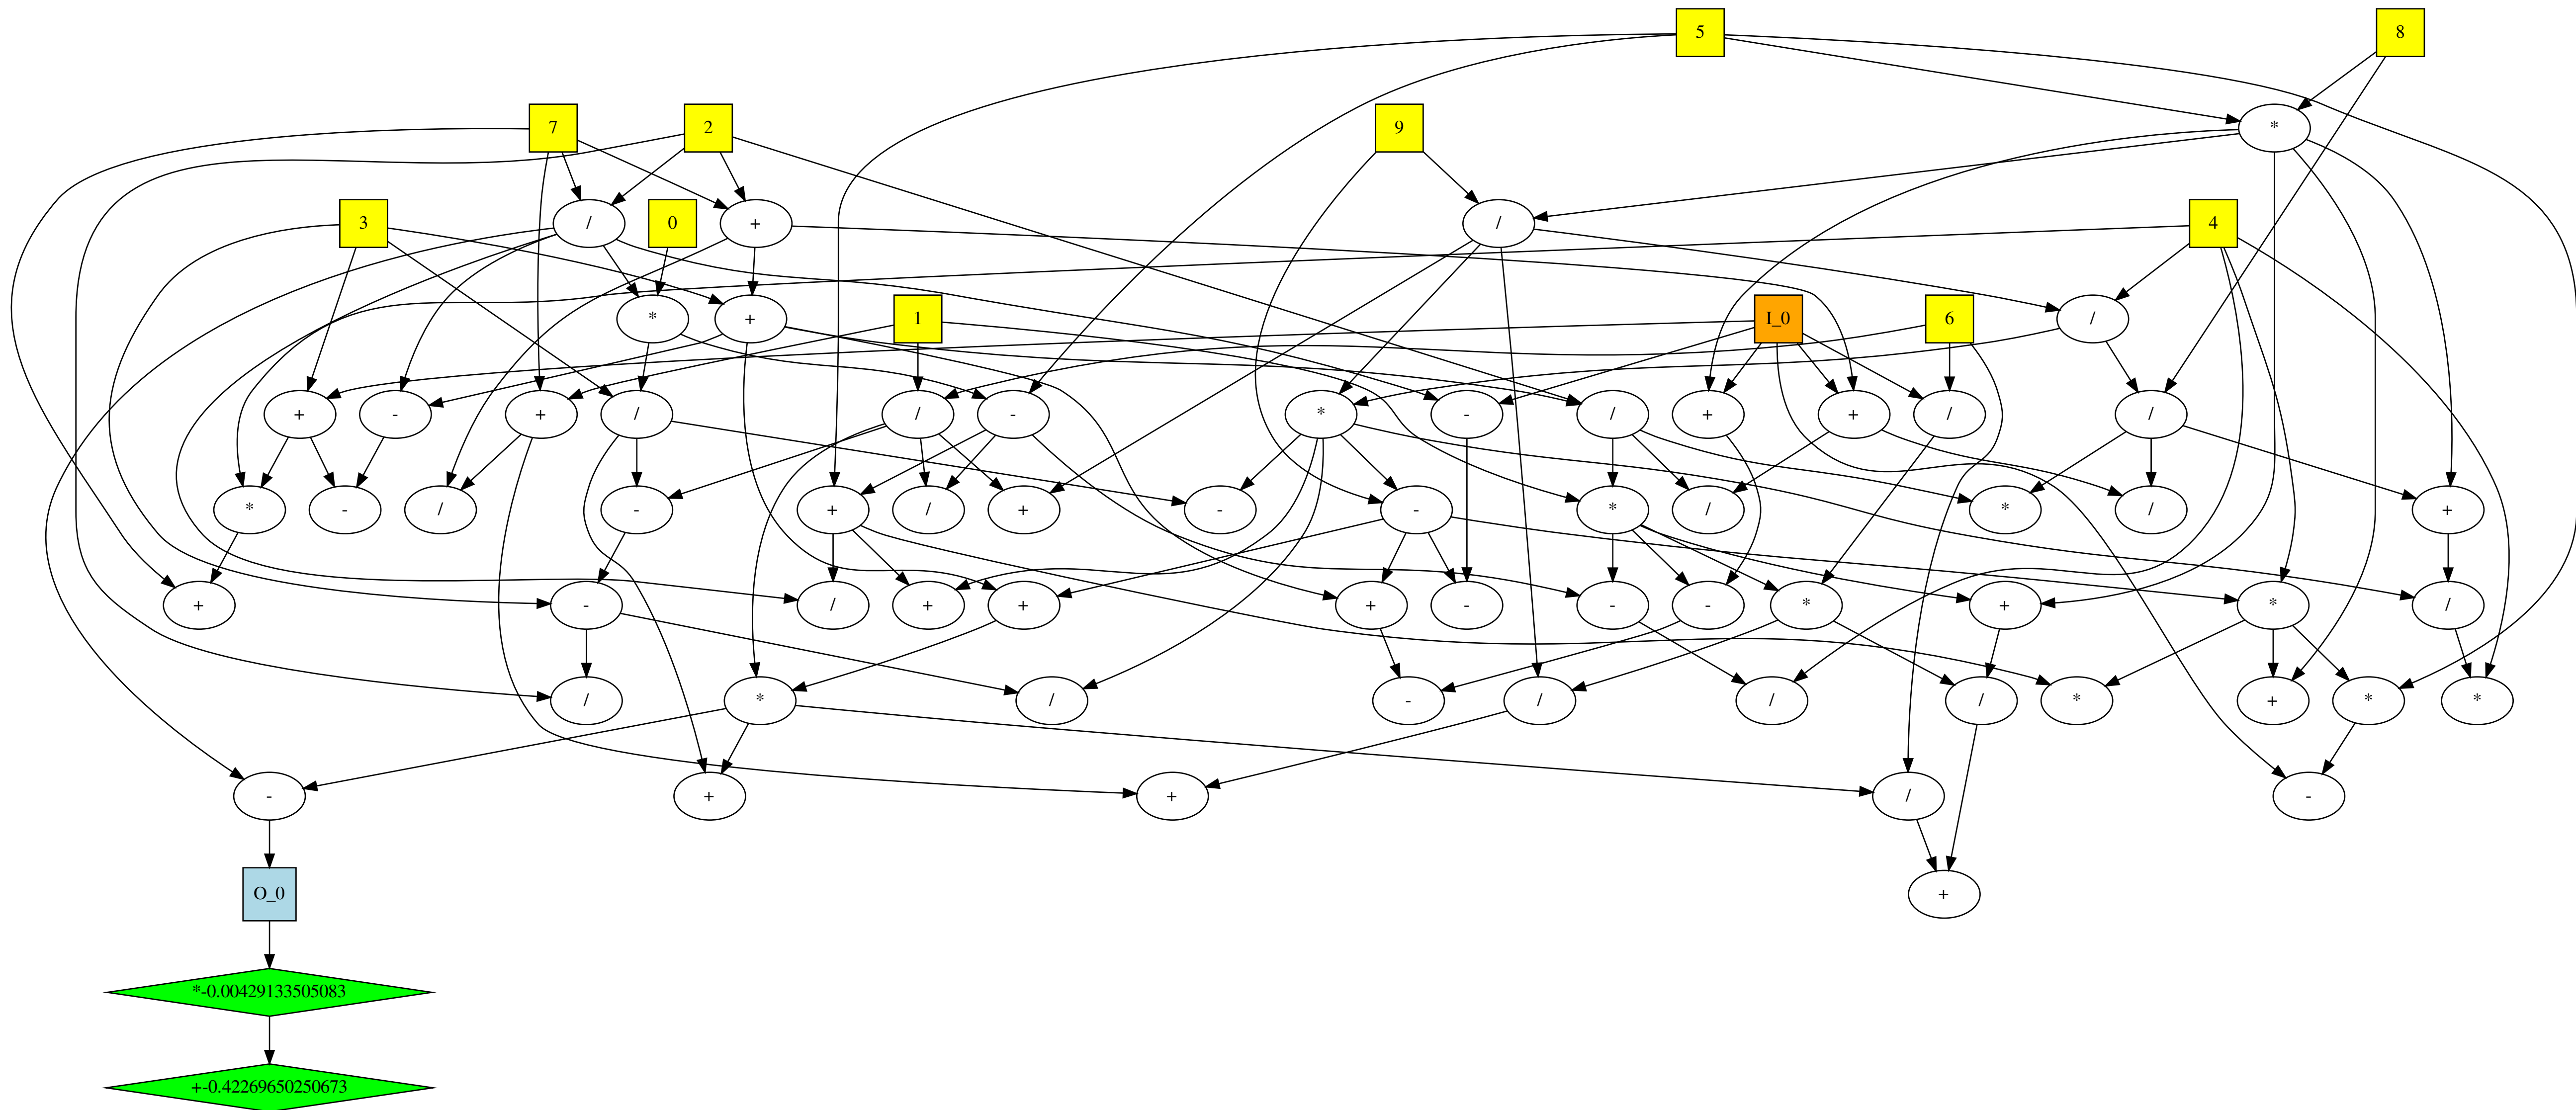 5 8
7 2 9 *
3 / 0 + / 4
* + 1 I_0 6 /
+ - + / / - * - / + + / /
* - / - + / + - - * / * / +
+ - / + + + - - - * + * /
/ * / - / / / * + * *
- + + / -
O_0 +
*-0.00429133505083
+-0.42269650250673